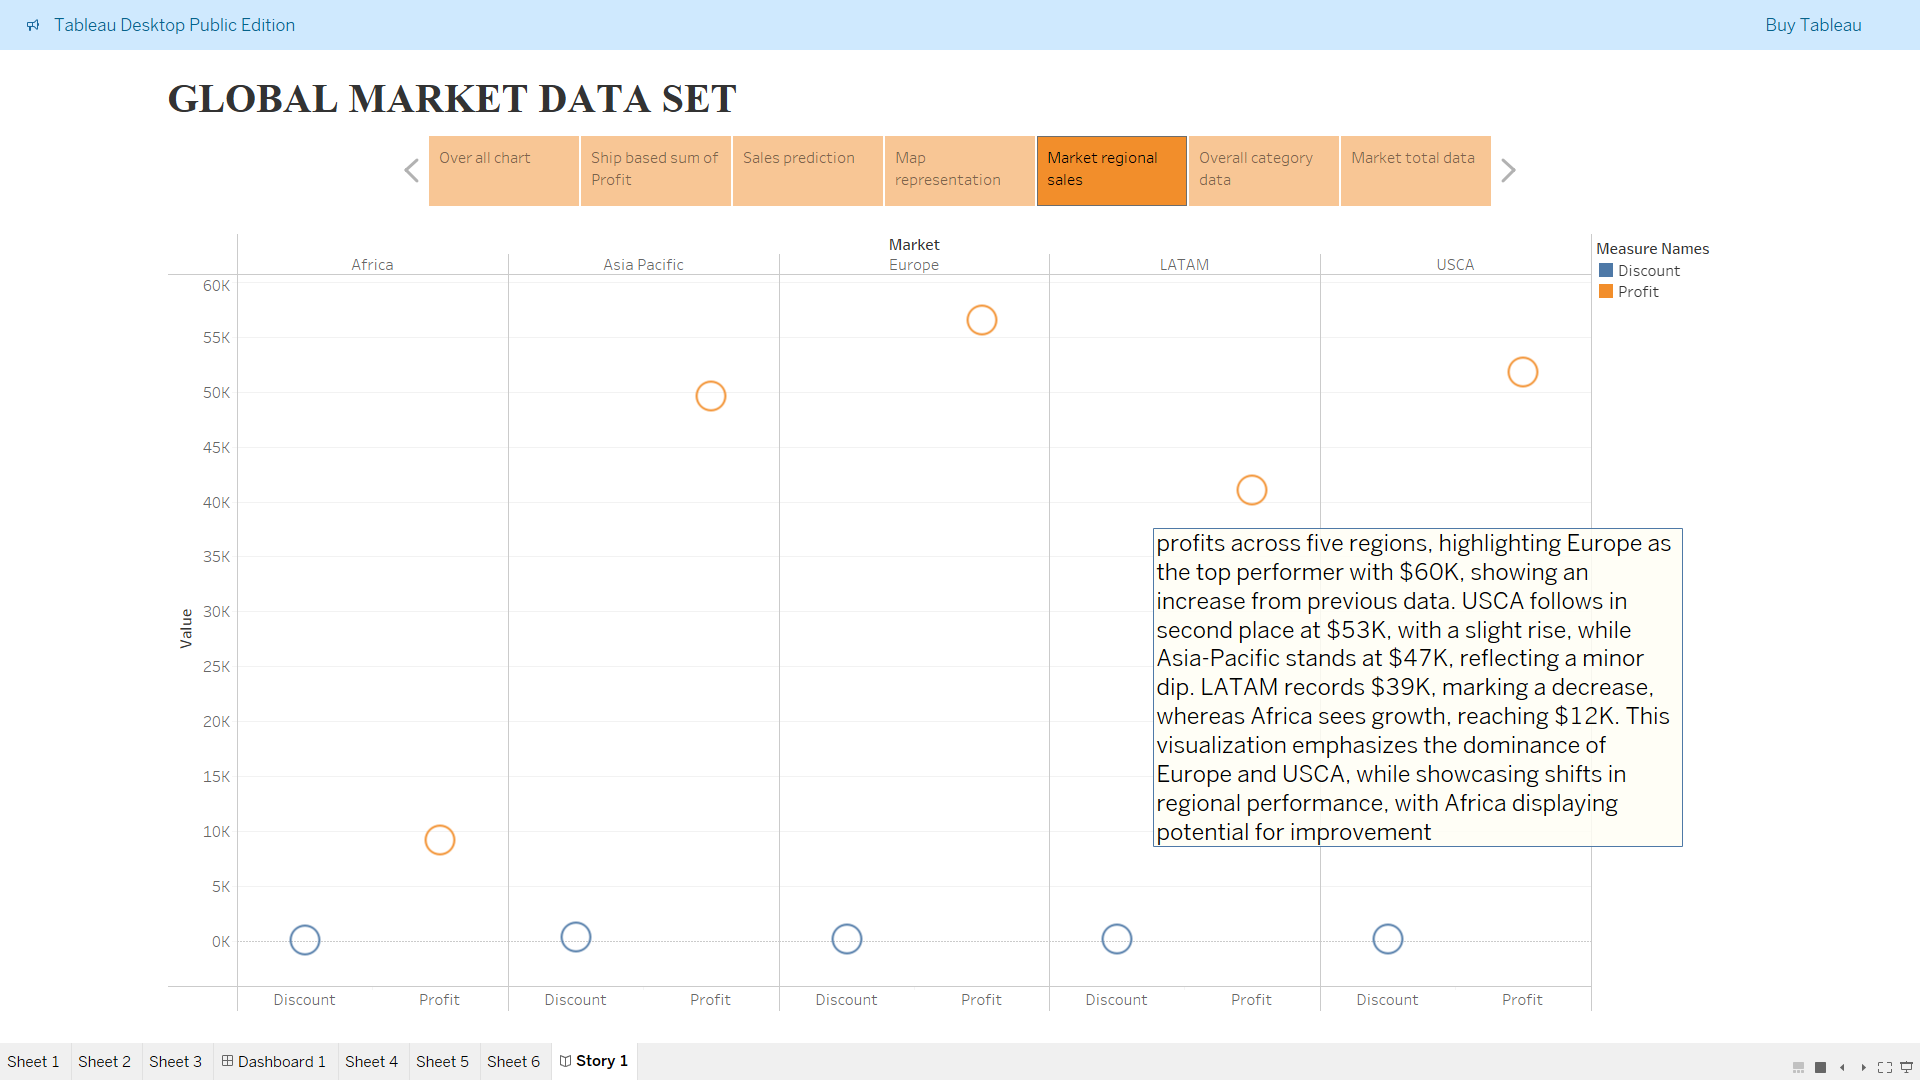 Tableau Desktop Public Edition
Buy Tableau
GLOBAL MARKET DATA SET
Over all chart
Ship based sum of
Profit
Sales prediction
Map
representation
Market regional
sales
Overall category
data
Market total data
Market
Africa
Asia Pacific
Europe
LATAM
USCA
Measure Names
Discount
Profit
Value
60K
55K
50K
45K
40K
35K
30K
25K
20K
15K
10K
5K
0K
profits across five regions, highlighting Europe as
the top performer with $60K, showing an
increase from previous data. USCA follows in
second place at $53K, with a slight rise, while
Asia-Pacific stands at $47K, reflecting a minor
dip. LATAM records $39K, marking a decrease,
whereas Africa sees growth, reaching $12K. This
visualization emphasizes the dominance of
Europe and USCA, while showcasing shifts in
regional performance, with Africa displaying
potential for improvement
Discount
Profit
Discount
Profit
Discount
Profit
Discount
Profit
Discount
Profit
Sheet 1
Sheet 2
Sheet 3
Dashboard 1
Sheet 4
Sheet 5
Sheet 6
Story 1